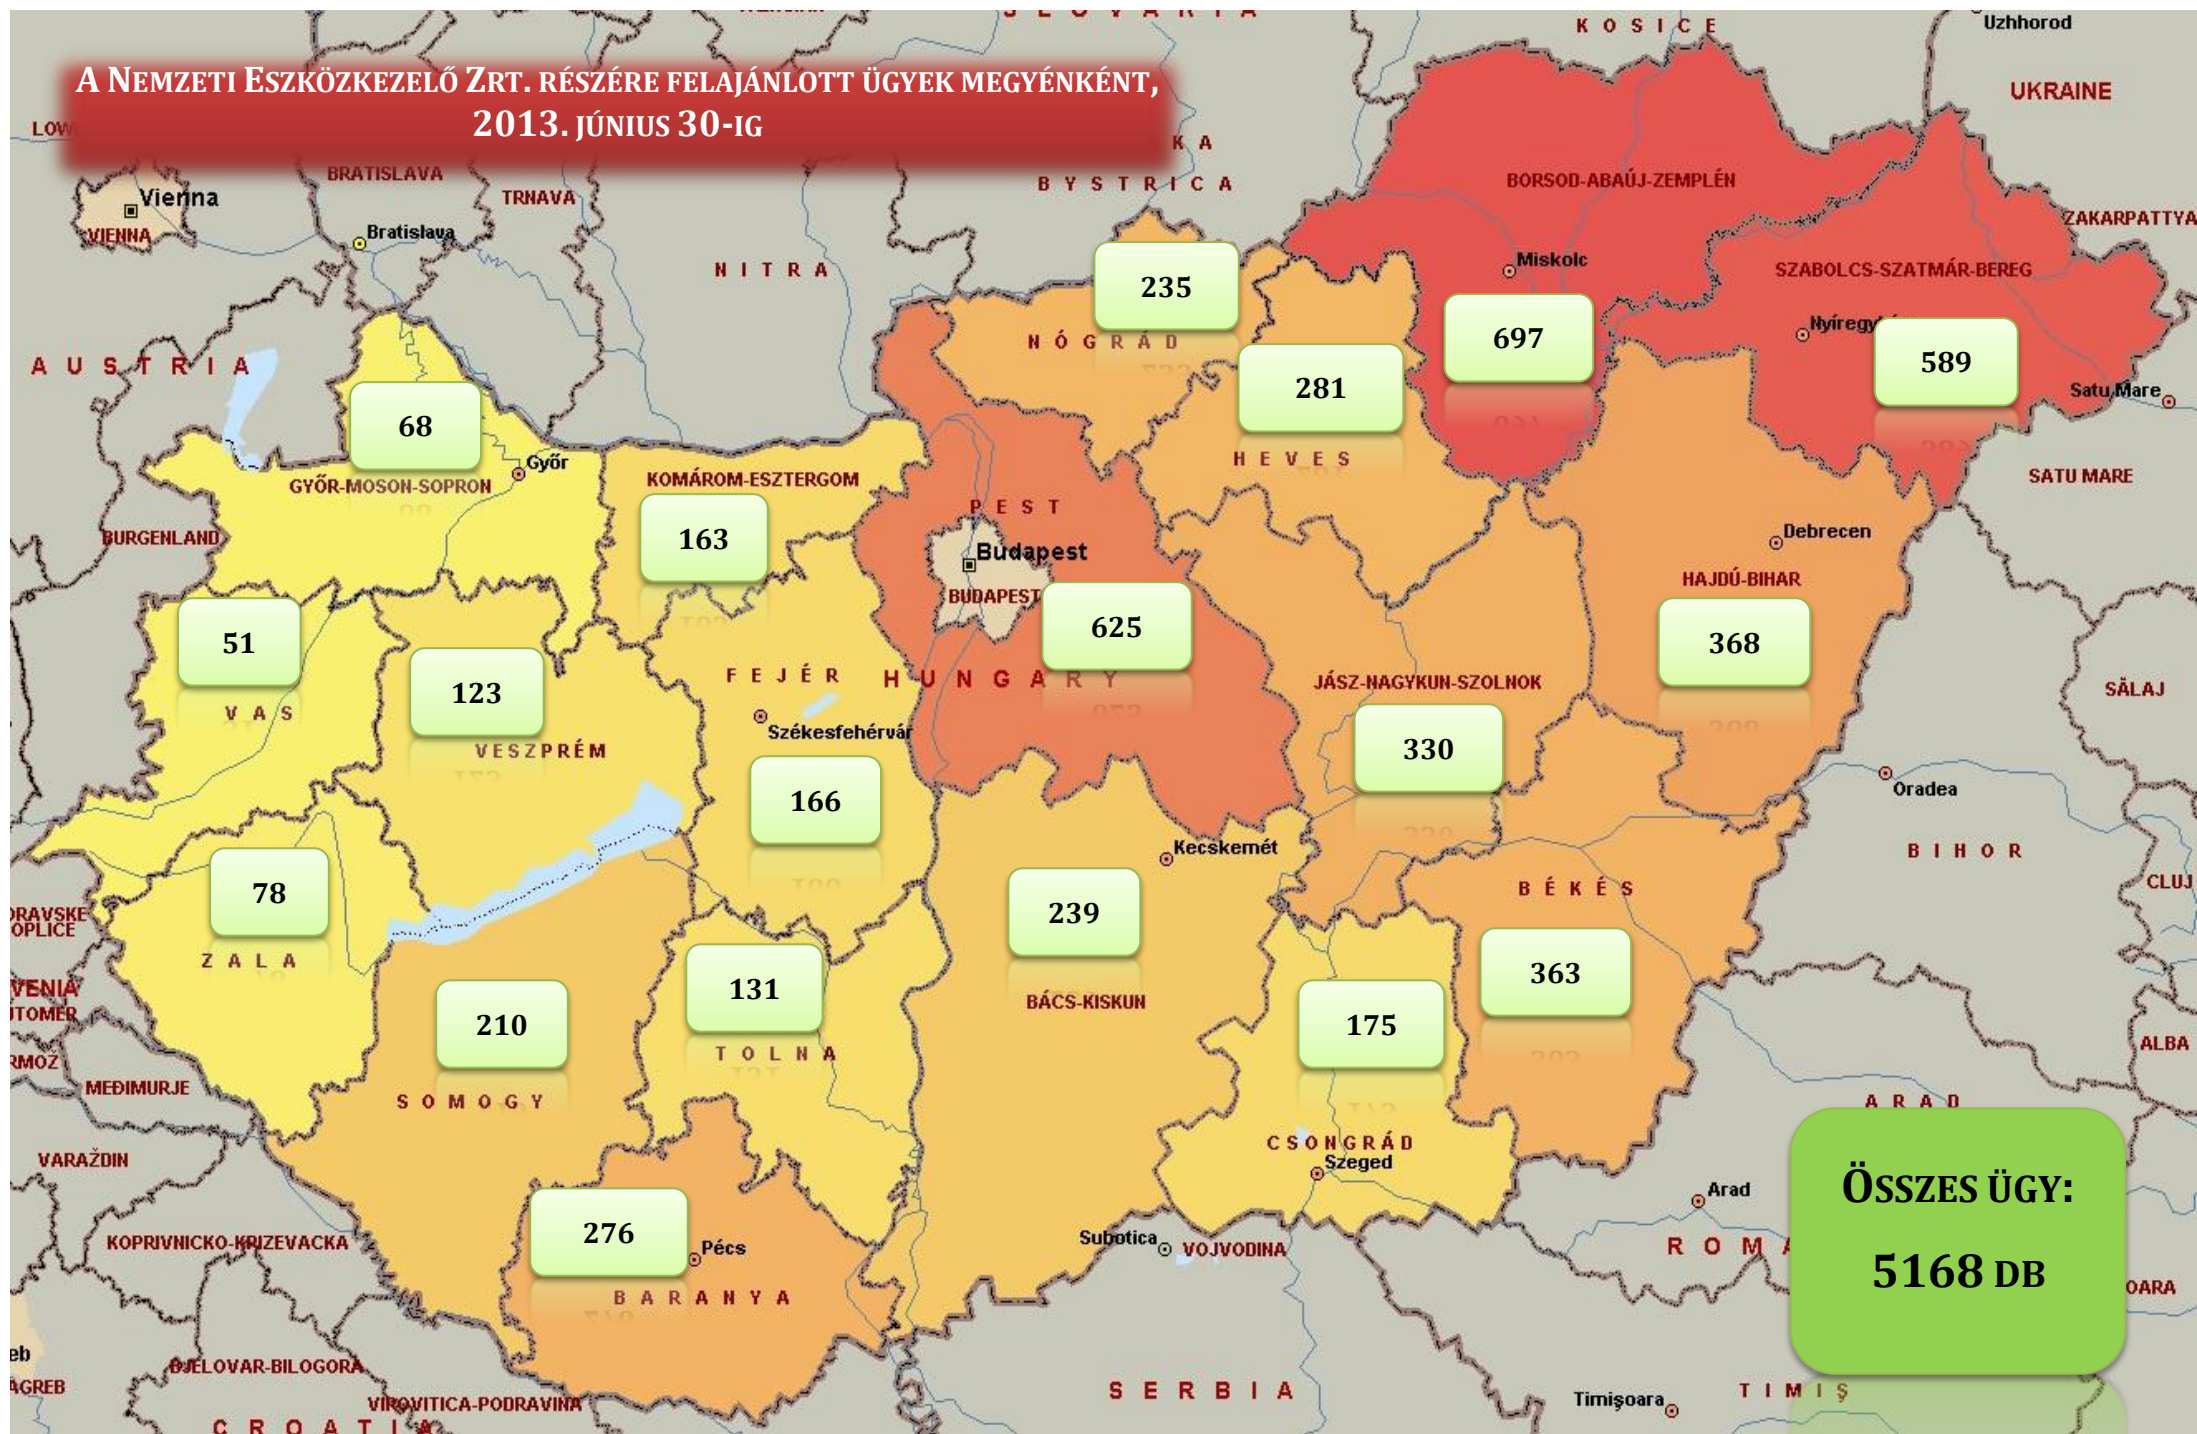 A NEMZETI ESZKÖZKEZELŐ ZRT. RÉSZÉRE FELAJÁNLOTT ÜGYEK MEGYÉNKÉNT,
2013. JÚNIUS 30-IG
KOSICE
Uzhhorod
UKRAINE
KA
BYSTRICA
BRATISLAVA
TRNAVA
Vienna
VIENNA
Bratislava
NITRA
BORSOD-ABAÚJ-ZEMPLÉN
ZAKARPATTYA
Miskolc
SZABOLCS-SZATMÁR-BEREG
235
697
589
NÓGRÁD
281
AUSTRIA
Satu Mare
68
Győr
GYŐR-MOSON-SOPRON
KOMÁROM-ESZTERGOM
HEVES
SATU MARE
PEST
BURGENLAND
163
Budapest
BUDAPEST
Debrecen
HAJDÚ-BIHAR
51
625
368
VAS
123
FEJÉR
HUNGARY
JÁSZ-NAGYKUN-SZOLNOK
SĂLAJ
Székesfehérvár
VESZPRÉM
330
166
Oradea
Kecskemét
BIHOR
78
239
BÉKÉS
CLUJ
ZALA
131
363
210
BÁCS-KISKUN
175
TOLNA
ALBA
MEĐIMURJE
SOMOGY
ARAD
CSONGRÁD
Szeged
VARAŽDIN
ÖSSZES ÜGY:
5168 DB
Arad
276
Pécs
KOPRIVNICKO-KRIZEVACKA
Subotica
VOJVODINA
ROMA
OARA
BARANYA
BJELOVAR-BILOGORA
AGREB
VIROVITICA-PODRAVINA
SERBIA
Timişoara
TIMIŞ
CROATIA